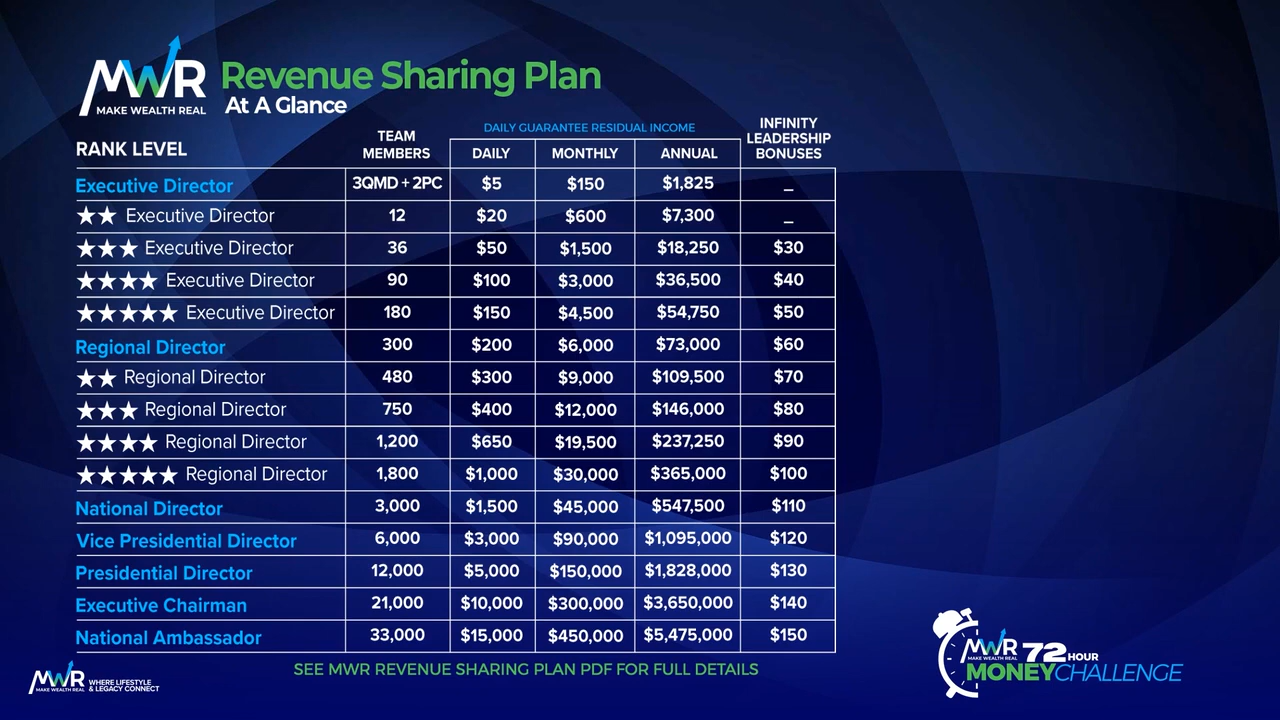 MWR
MAKE WEALTH REAL
Revenue Sharing Plan
At A Glance
RANK LEVEL
TEAM MEMBERS
DAILY GUARANTEE RESIDUAL INCOME
DAILY MONTHLY ANNUAL
INFINITY LEADERSHIP BONUSES
Executive Director 3QMD + 2PC $5 $150 $1,825 _
★★ Executive Director 12 $20 $600 $7,300 _
★★★ Executive Director 36 $50 $1,500 $18,250 $30
★★★★ Executive Director 90 $100 $3,000 $36,500 $40
★★★★★ Executive Director 180 $150 $4,500 $54,750 $50
Regional Director 300 $200 $6,000 $73,000 $60
★★ Regional Director 480 $300 $9,000 $109,500 $70
★★★ Regional Director 750 $400 $12,000 $146,000 $80
★★★★ Regional Director 1,200 $650 $19,500 $237,250 $90
★★★★★ Regional Director 1,800 $1,000 $30,000 $365,000 $100
National Director 3,000 $1,500 $45,000 $547,500 $110
Vice Presidential Director 6,000 $3,000 $90,000 $1,095,000 $120
Presidential Director 12,000 $5,000 $150,000 $1,828,000 $130
Executive Chairman 21,000 $10,000 $300,000 $3,650,000 $140
National Ambassador 33,000 $15,000 $450,000 $5,475,000 $150
SEE MWR REVENUE SHARING PLAN PDF FOR FULL DETAILS
MWR
MAKE WEALTH REAL
WHERE LIFESTYLE
& LEGACY CONNECT
MWR
MAKE WEALTH REAL
72 HOUR
MONEYCHALLENGE